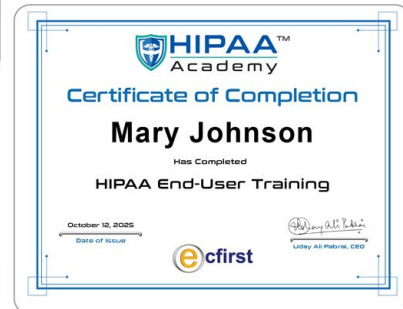 HIPAA™
Academy
Certificate of Completion
Mary Johnson
Has Completed
HIPAA End-User Training
October 12, 2025
Date of Issue
Uday Ali Pabrai, CEO
ecfirst